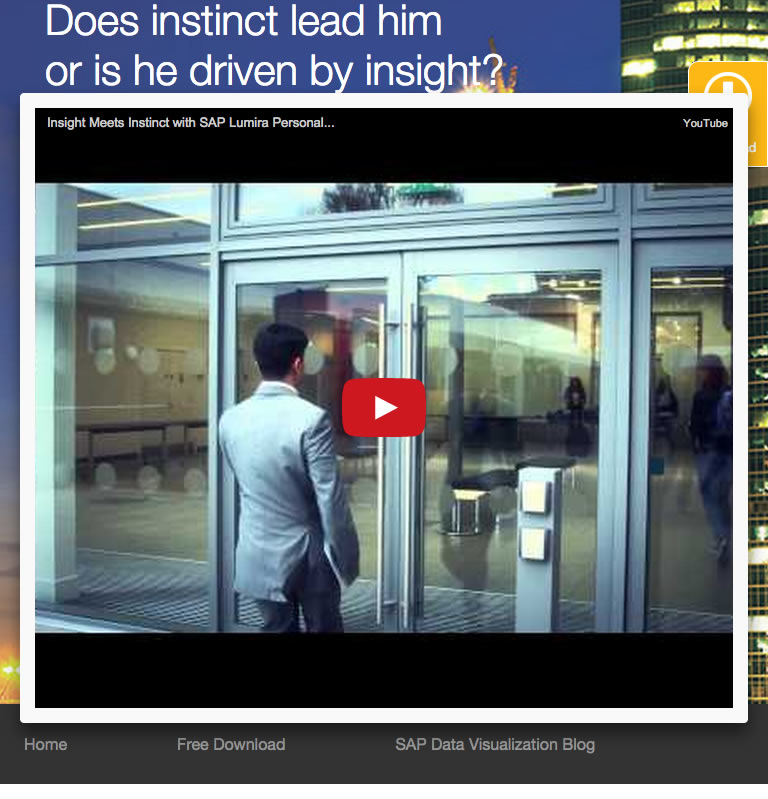 Does instinct lead him
or is he driven by insight?
Insight Meets Instinct with SAP Lumira Personal...
YouTube
Home
Free Download
SAP Data Visualization Blog